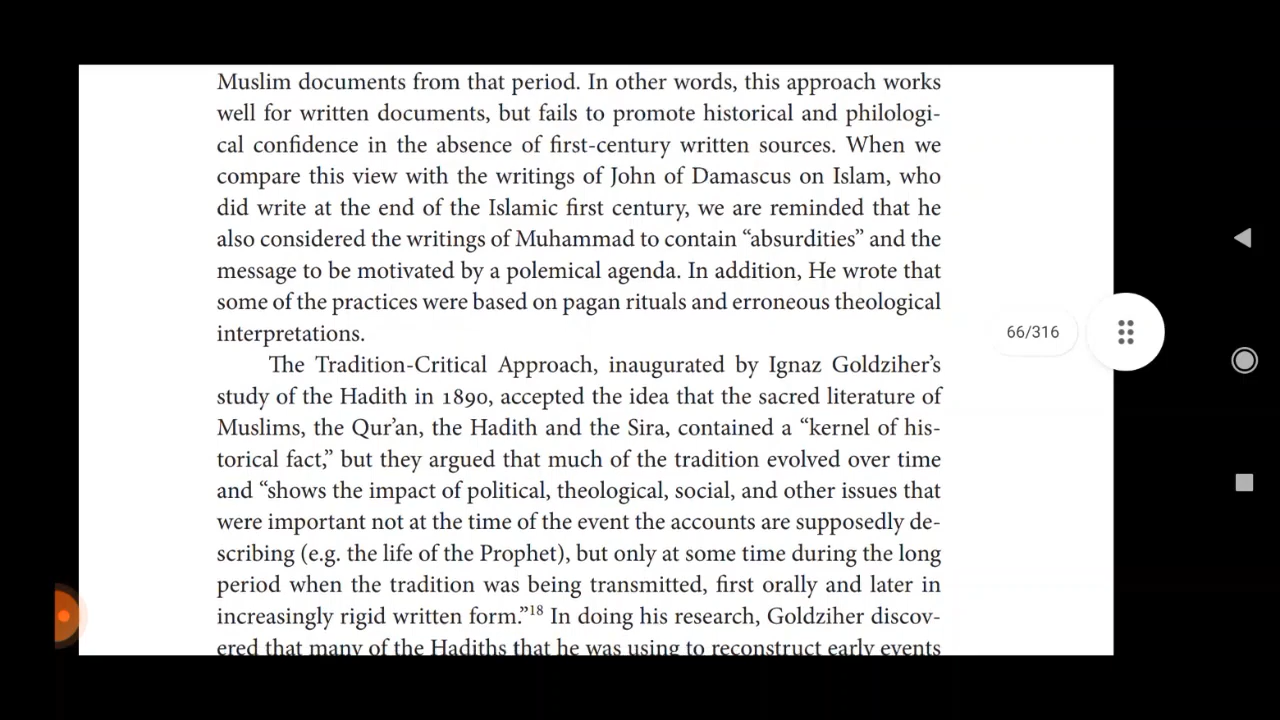 Muslim documents from that period. In other words, this approach works
well for written documents, but fails to promote historical and philologi-
cal confidence in the absence of first-century written sources. When we
compare this view with the writings of John of Damascus on Islam, who
did write at the end of the Islamic first century, we are reminded that he
also considered the writings of Muhammad to contain “absurdities” and the
message to be motivated by a polemical agenda. In addition, He wrote that
some of the practices were based on pagan rituals and erroneous theological
interpretations.
The Tradition-Critical Approach, inaugurated by Ignaz Goldziher’s
study of the Hadith in 1890, accepted the idea that the sacred literature of
Muslims, the Qur’an, the Hadith and the Sira, contained a “kernel of his-
torical fact,” but they argued that much of the tradition evolved over time
and “shows the impact of political, theological, social, and other issues that
were important not at the time of the event the accounts are supposedly de-
scribing (e.g. the life of the Prophet), but only at some time during the long
period when the tradition was being transmitted, first orally and later in
increasingly rigid written form.”18 In doing his research, Goldziher discov-
ered that many of the Hadiths that he was using to reconstruct early events
66/316